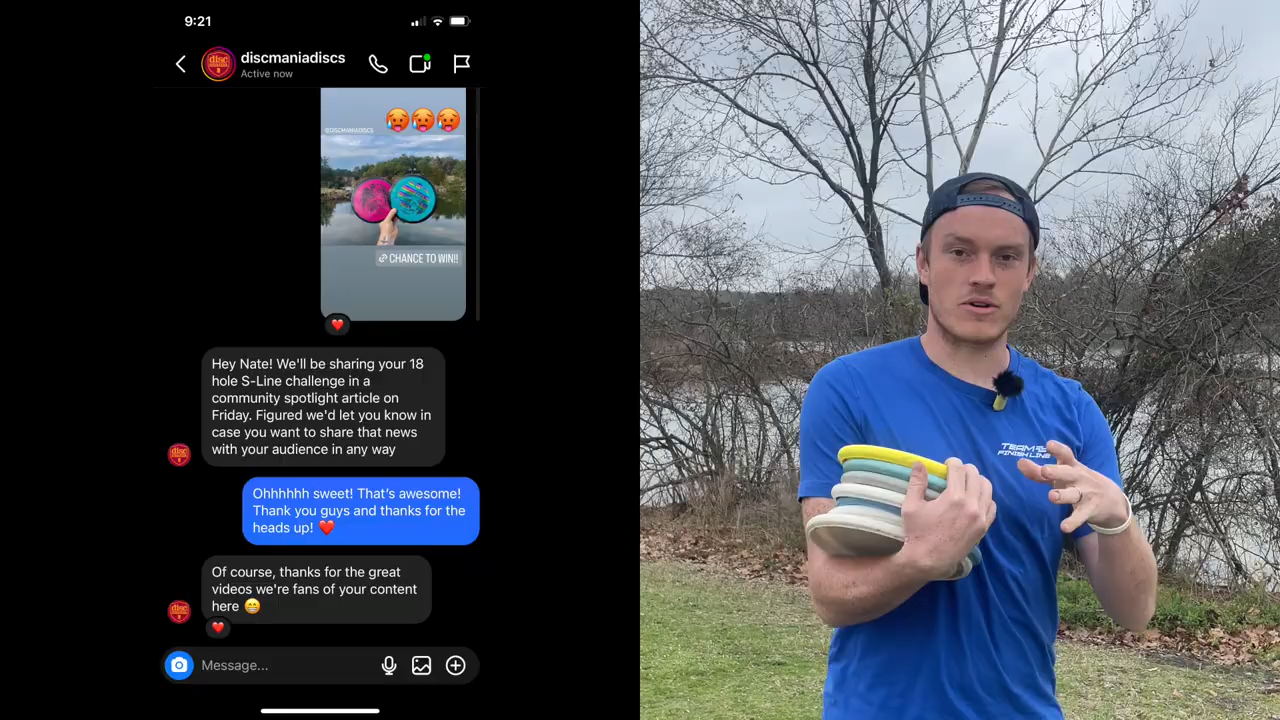 9:21
discmaniadiscs
Active now
@DISCMANIADISCS
CHANCE TO WIN!!
Hey Nate! We'll be sharing your 18
hole S-Line challenge in a
community spotlight article on
Friday. Figured we'd let you know in
case you want to share that news
with your audience in any way
Ohhhhhh sweet! That's awesome!
Thank you guys and thanks for the
heads up! ❤️
Of course, thanks for the great
videos we're fans of your content
here 😁
Message...
TEAM
FINISH LINE